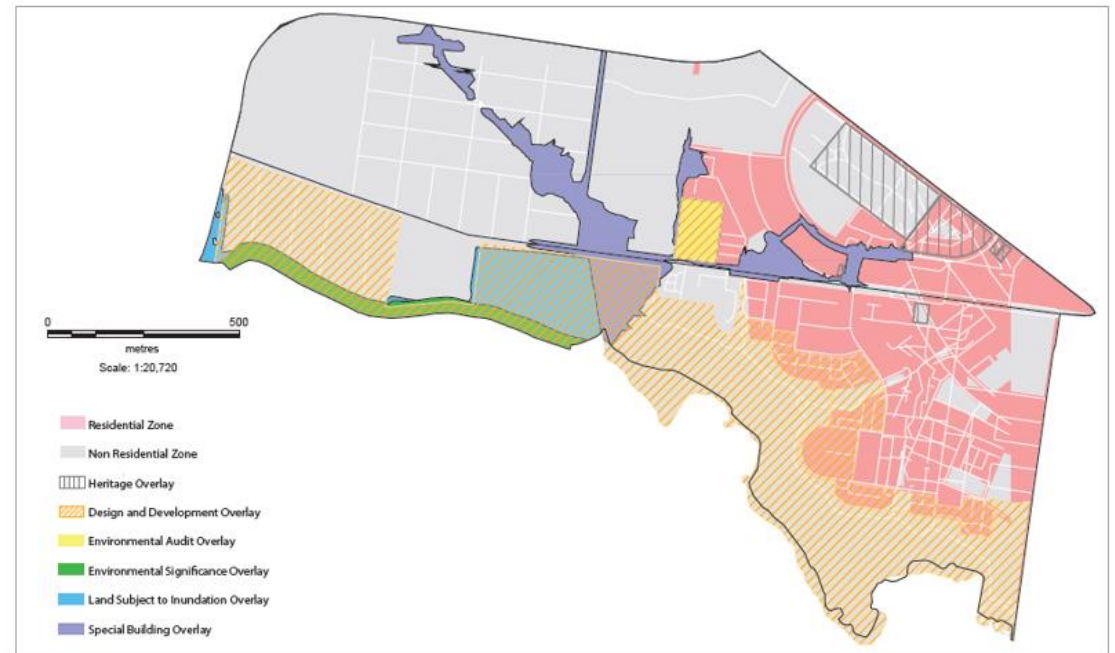 0 500
metres
Scale: 1:20,720
Residential Zone
Non Residential Zone
Heritage Overlay
Design and Development Overlay
Environmental Audit Overlay
Environmental Significance Overlay
Land Subject to Inundation Overlay
Special Building Overlay